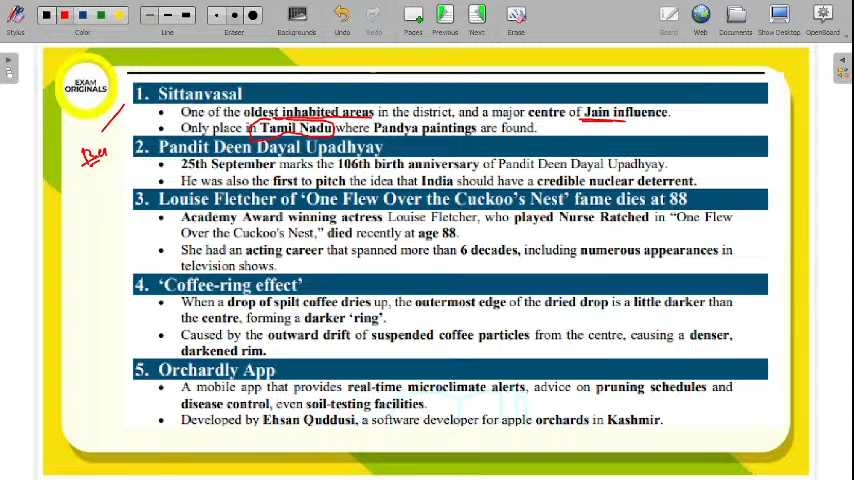 Stylus
Color
Line
Eraser
Backgrounds
Undo
Redo
Pages
Previous
Next
Erase
Board
Web
Documents
Show Desktop
OpenBoard
EXAM
ORIGINALS
1. Sittanvasal
• One of the oldest inhabited areas in the district, and a major centre of Jain influence.
• Only place in Tamil Nadu where Pandya paintings are found.
2. Pandit Deen Dayal Upadhyay
• 25th September marks the 106th birth anniversary of Pandit Deen Dayal Upadhyay.
• He was also the first to pitch the idea that India should have a credible nuclear deterrent.
3. Louise Fletcher of ‘One Flew Over the Cuckoo’s Nest’ fame dies at 88
• Academy Award winning actress Louise Fletcher, who played Nurse Ratched in “One Flew
Over the Cuckoo's Nest,” died recently at age 88.
• She had an acting career that spanned more than 6 decades, including numerous appearances in
television shows.
4. ‘Coffee-ring effect’
• When a drop of spilt coffee dries up, the outermost edge of the dried drop is a little darker than
the centre, forming a darker ‘ring’.
• Caused by the outward drift of suspended coffee particles from the centre, causing a denser,
darkened rim.
5. Orchardly App
• A mobile app that provides real-time microclimate alerts, advice on pruning schedules and
disease control, even soil-testing facilities.
• Developed by Ehsan Quddusi, a software developer for apple orchards in Kashmir.